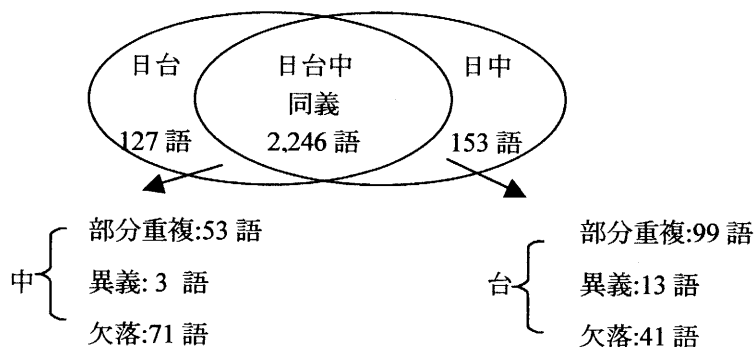 日台 日台中 日中
同義
127 語 2,246 語 153 語
部分重複:53 語
中 異義: 3 語
欠落:71 語
部分重複:99 語
台 異義:13 語
欠落:41 語